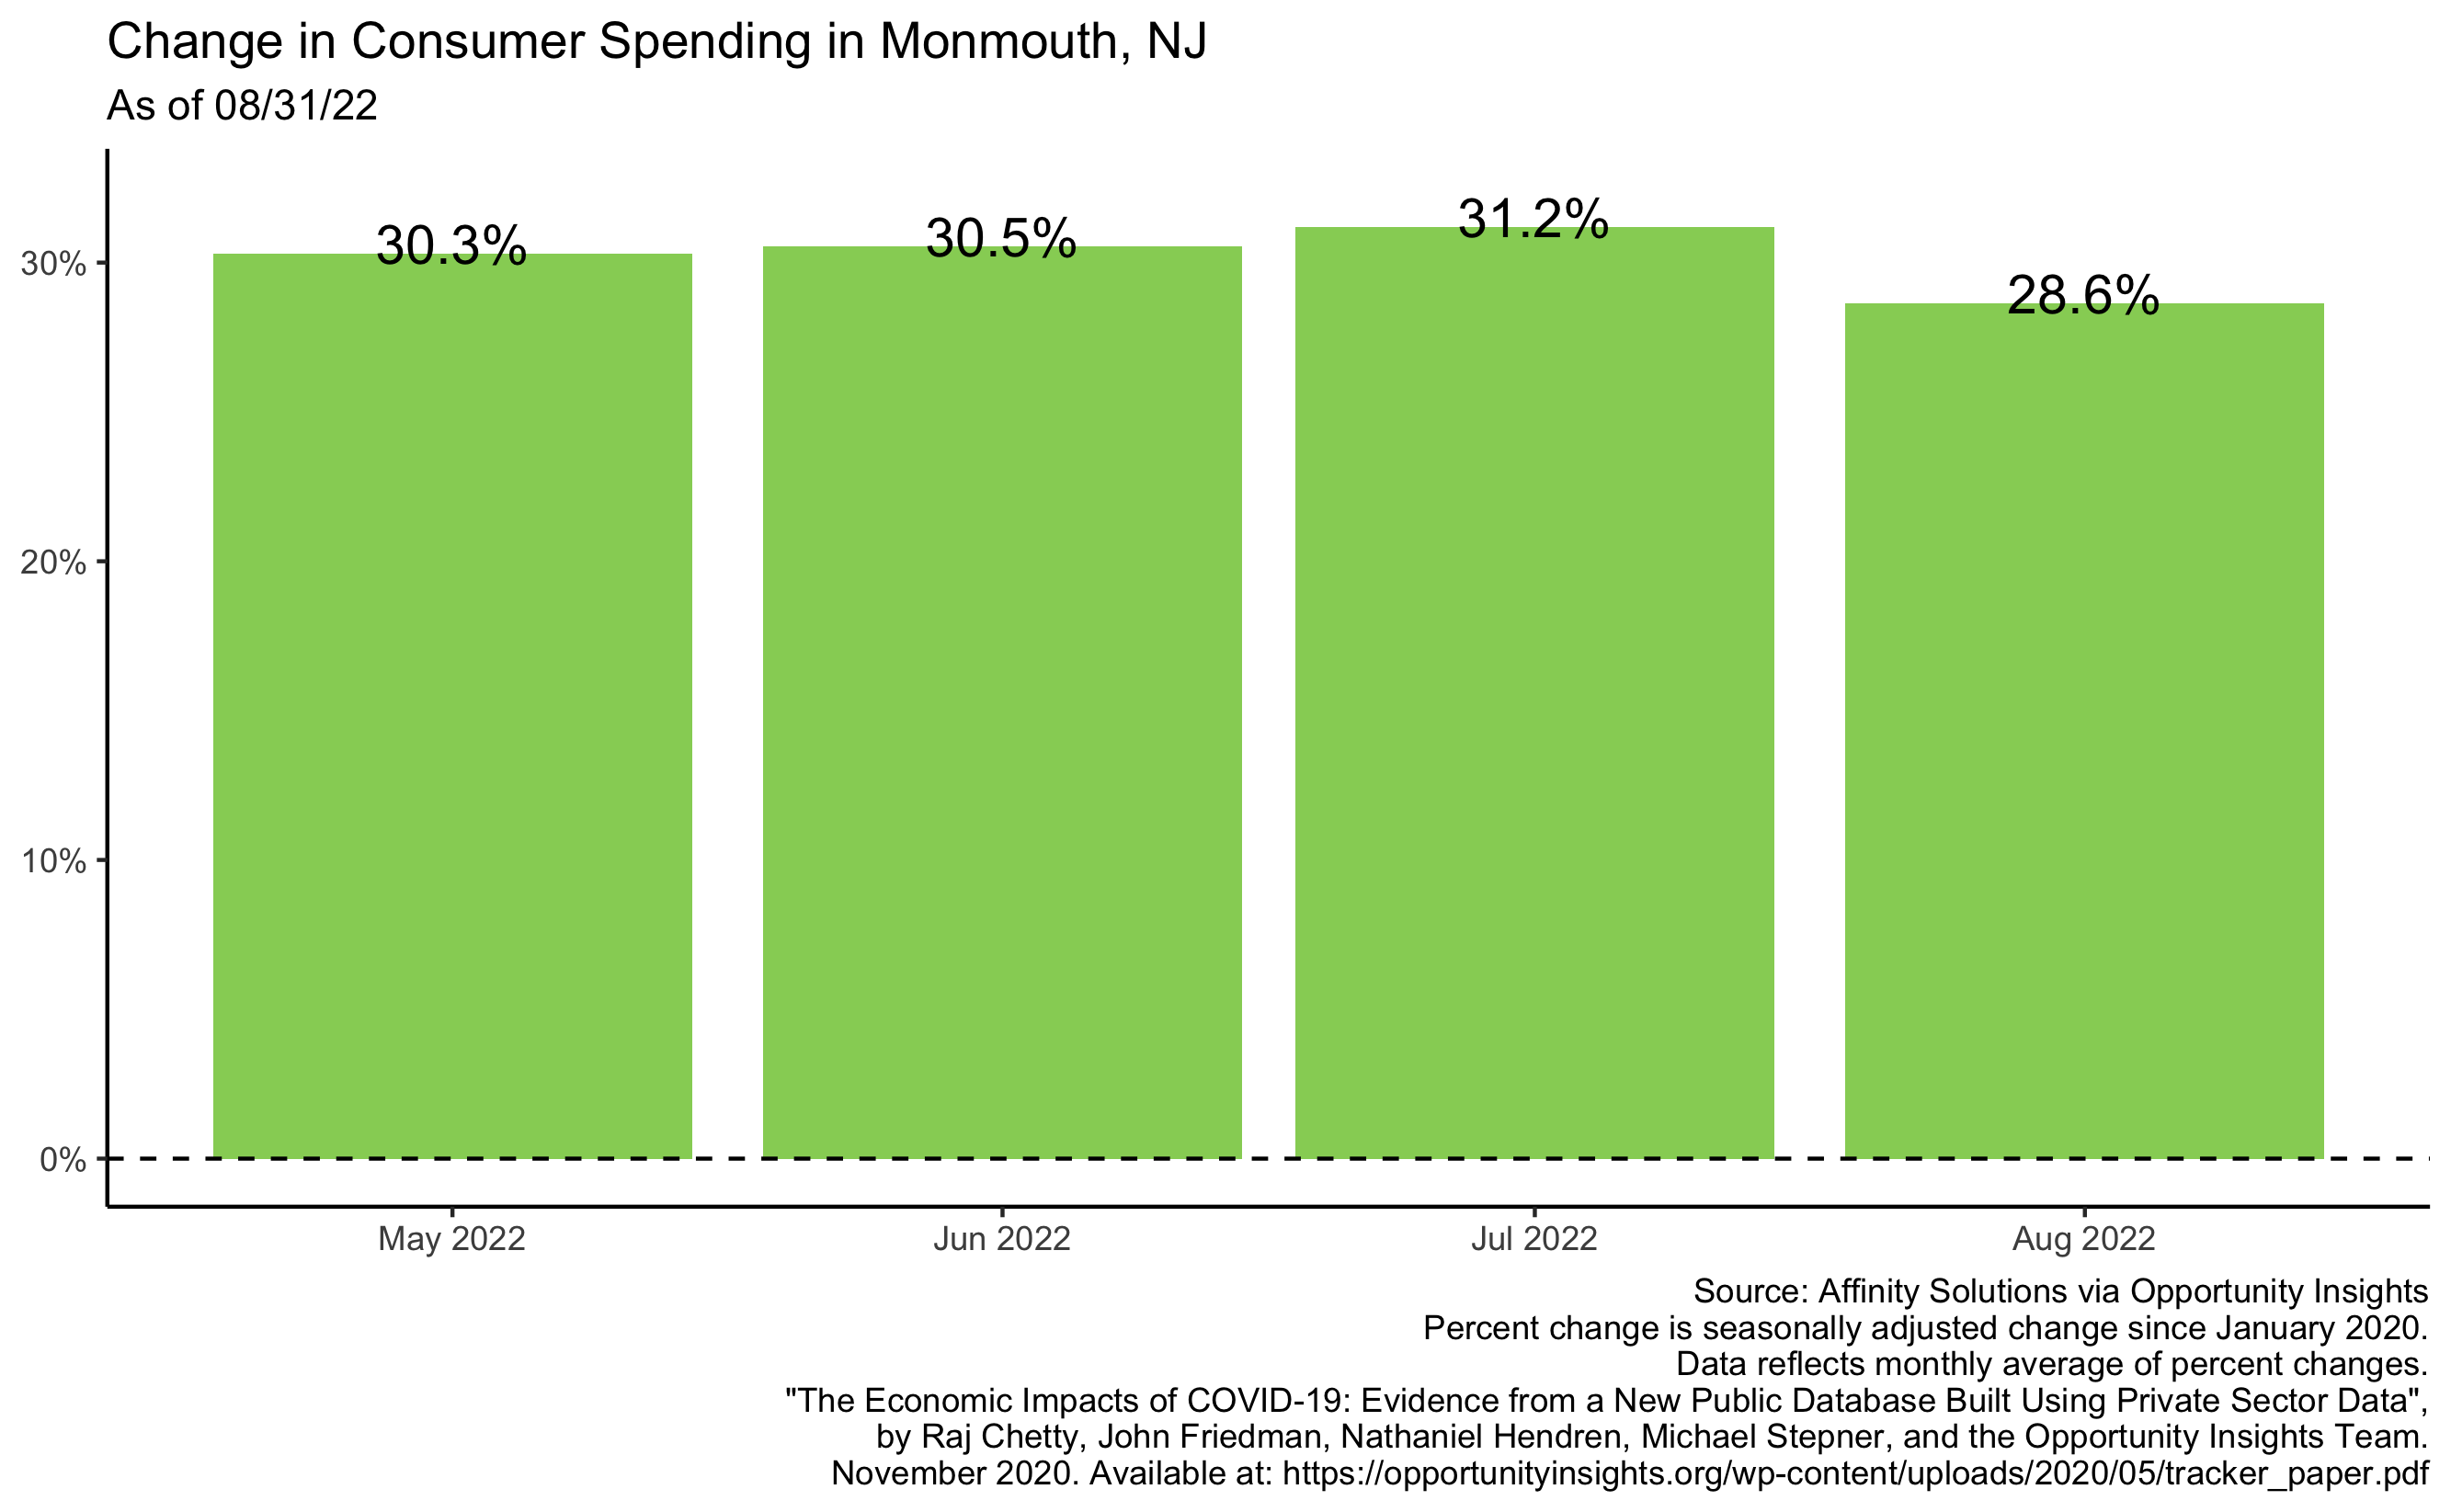 Change in Consumer Spending in Monmouth, NJ
As of 08/31/22
30.3%
30.5%
31.2%
28.6%
30%
20%
10%
0%
May 2022
Jun 2022
Jul 2022
Aug 2022
Source: Affinity Solutions via Opportunity Insights
Percent change is seasonally adjusted change since January 2020.
Data reflects monthly average of percent changes.
"The Economic Impacts of COVID-19: Evidence from a New Public Database Built Using Private Sector Data",
by Raj Chetty, John Friedman, Nathaniel Hendren, Michael Stepner, and the Opportunity Insights Team.
November 2020. Available at: https://opportunityinsights.org/wp-content/uploads/2020/05/tracker_paper.pdf